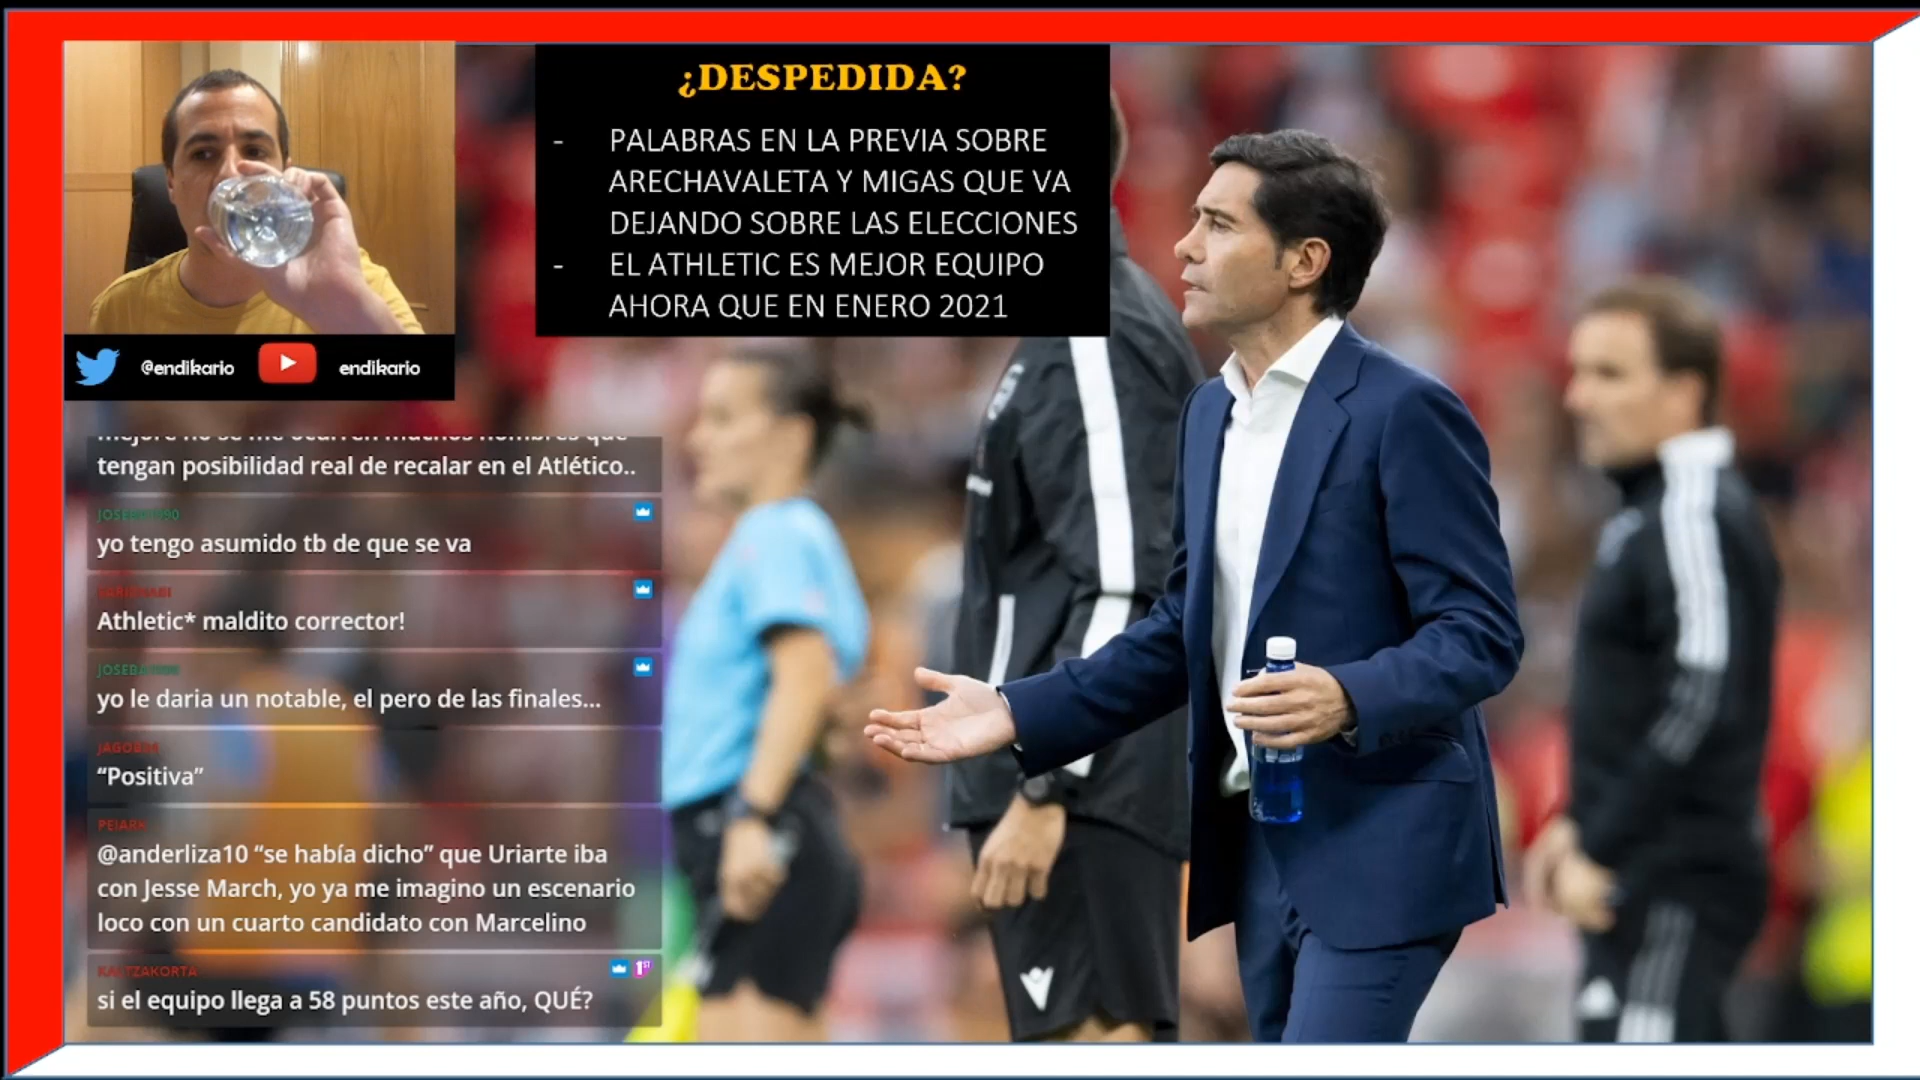 ¿DESPEDIDA?
- PALABRAS EN LA PREVIA SOBRE
ARECHAVALETA Y MIGAS QUE VA
DEJANDO SOBRE LAS ELECCIONES
- EL ATHLETIC ES MEJOR EQUIPO
AHORA QUE EN ENERO 2021
@endikario endikario
tengan posibilidad real de recalar en el Atlético..
yo tengo asumido tb de que se va
Athletic* maldito corrector!
yo le daria un notable, el pero de las finales...
“Positiva”
PEIARK
@anderliza10 “se había dicho” que Uriarte iba
con Jesse March, yo ya me imagino un escenario
loco con un cuarto candidato con Marcelino
si el equipo llega a 58 puntos este año, QUÉ?